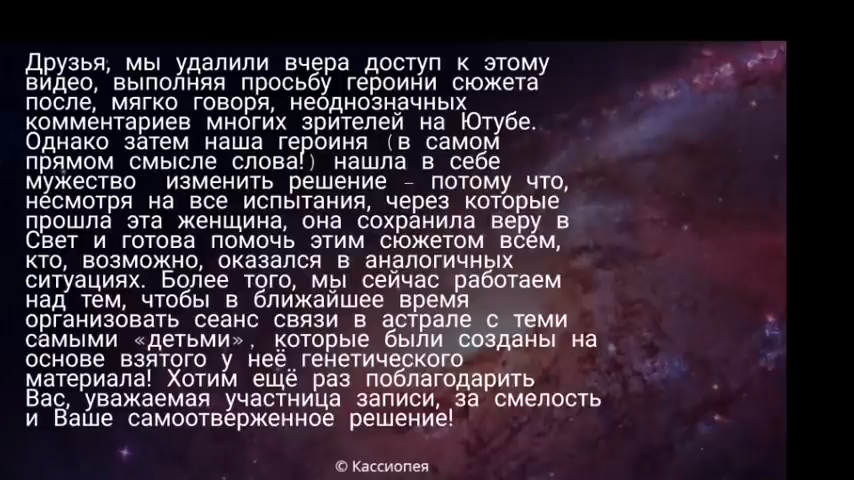 Друзья, мы удалили вчера доступ к этому
видео, выполняя просьбу героини сюжета
после, мягко говоря, неоднозначных
комментариев многих зрителей на Ютубе.
Однако затем наша героиня (в самом
прямом смысле слова!) нашла в себе
мужество изменить решение – потому что,
несмотря на все испытания, через которые
прошла эта женщина, она сохранила веру в
Свет и готова помочь этим сюжетом всем,
кто, возможно, оказался в аналогичных
ситуациях. Более того, мы сейчас работаем
над тем, чтобы в ближайшее время
организовать сеанс связи в астрале с теми
самыми «детьми», которые были созданы на
основе взятого у неё генетического
материала! Хотим ещё раз поблагодарить
Вас, уважаемая участница записи, за смелость
и Ваше самоотверженное решение!
© Кассиопея